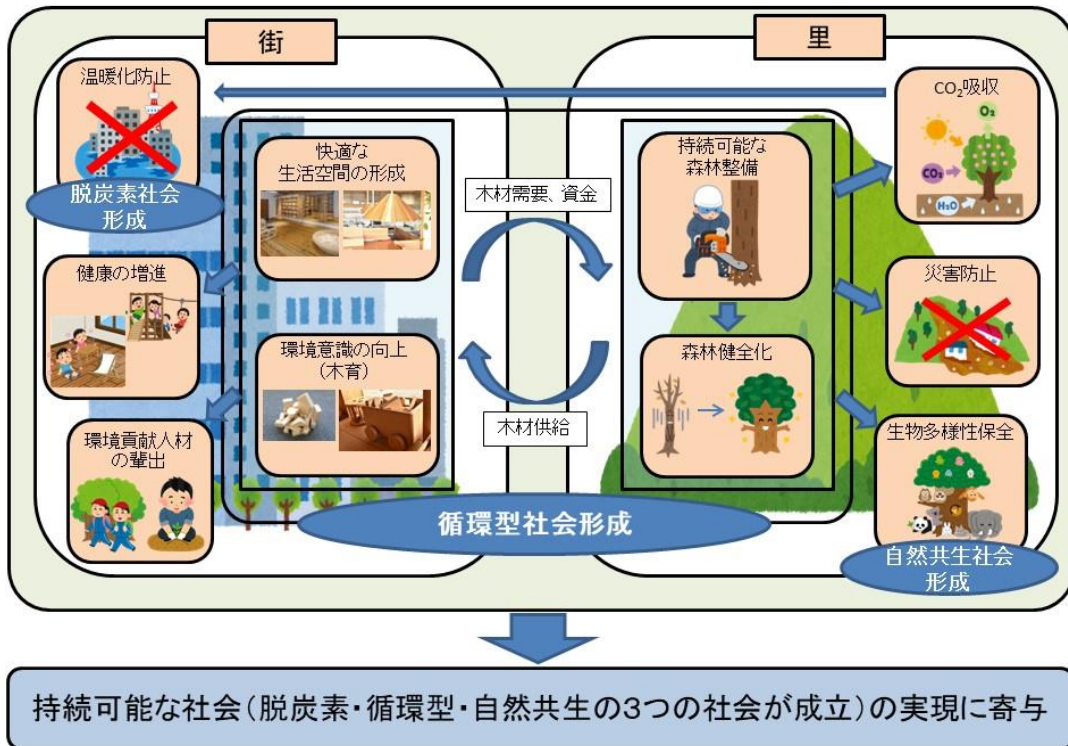 街
里
温暖化防止
脱炭素社会
形成
健康の増進
環境貢献人材
の輩出
快適な
生活空間の形成
環境意識の向上
(木育)
木材需要、資金
木材供給
持続可能な
森林整備
森林健全化
CO₂吸収
O₂
CO₂
H₂O
災害防止
生物多様性保全
自然共生社会
形成
循環型社会形成
持続可能な社会(脱炭素・循環型・自然共生の3つの社会が成立)の実現に寄与